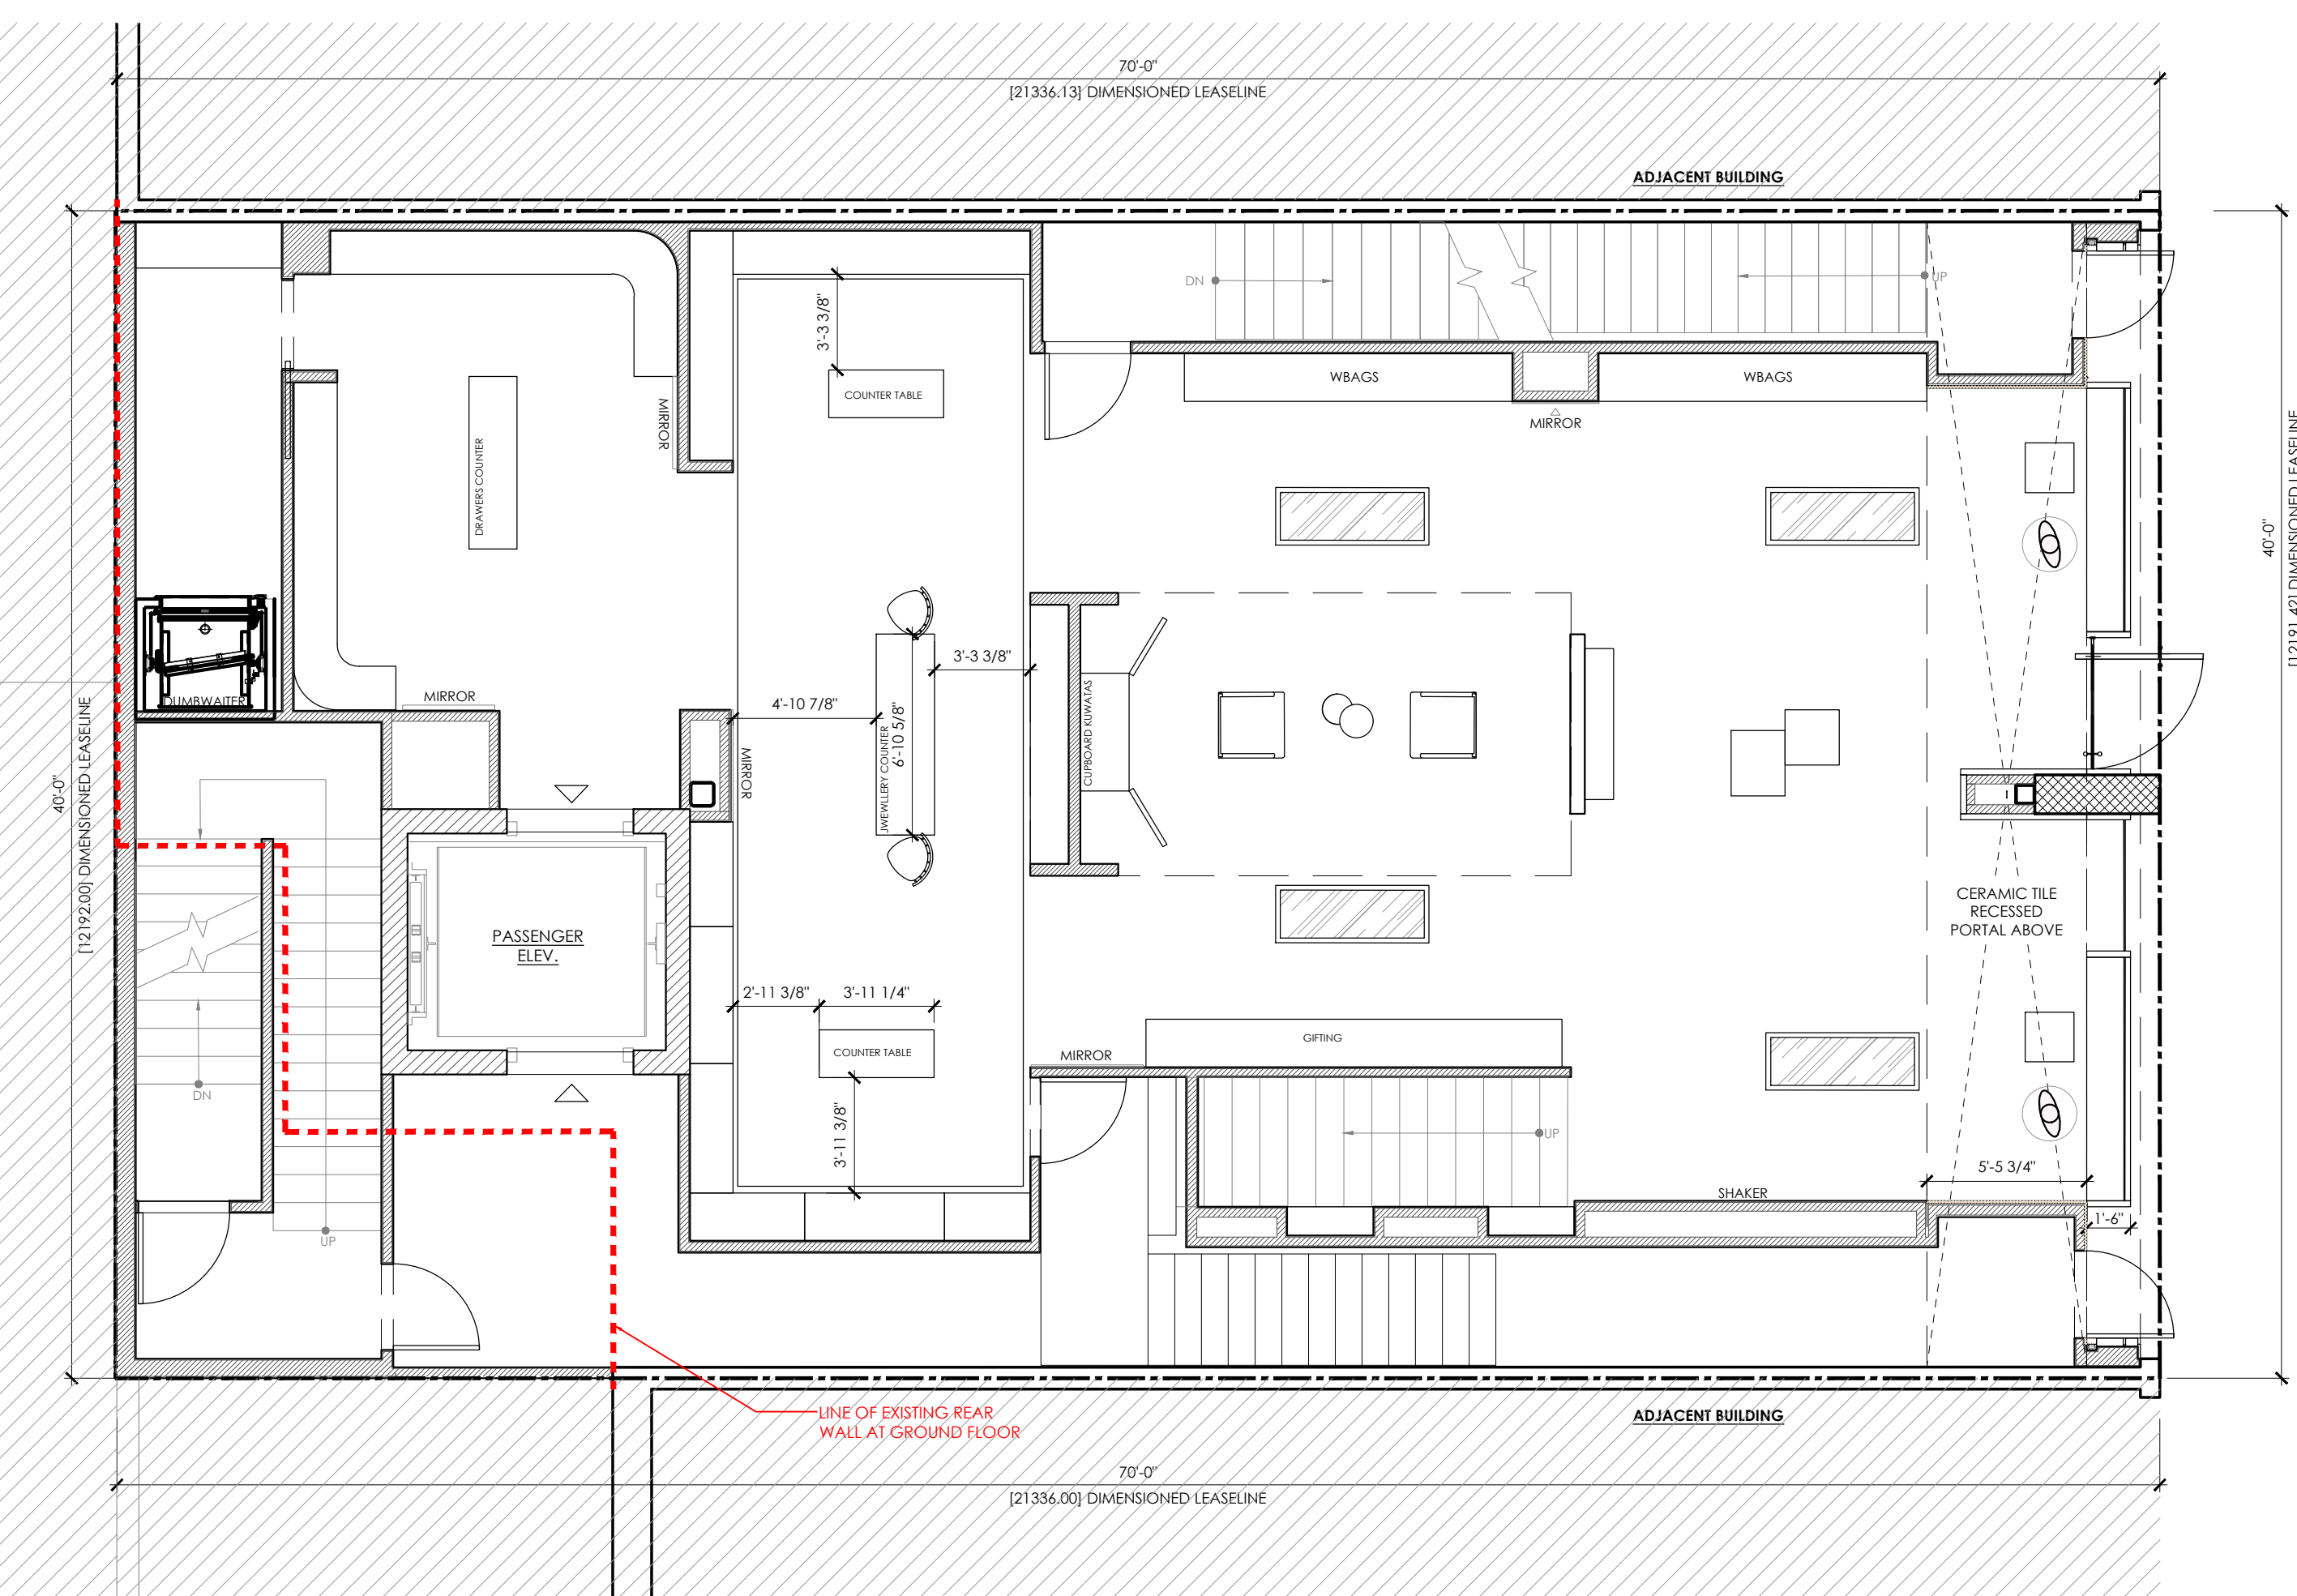 70'-0"
[21336.13] DIMENSIONED LEASELINE
ADJACENT BUILDING
DN
UP
3'-3 3/8"
COUNTER TABLE
WBAGS
WBAGS
MIRROR
MIRROR
DRAWERS COUNTER
40'-0"
[12191.42] DIMENSIONED LEASELINE
3'-3 3/8"
DUMBWAITER
MIRROR
4'-10 7/8"
MIRROR
JWEWLLERY COUNTER
6'-10 5/8"
CUPBOARD KUWATAS
40'-0"
[12192.00] DIMENSIONED LEASELINE
CERAMIC TILE
RECESSED
PORTAL ABOVE
PASSENGER
ELEV.
2'-11 3/8"
3'-11 1/4"
COUNTER TABLE
MIRROR
GIFTING
DN
3'-11 3/8"
UP
5'-5 3/4"
SHAKER
1'-6"
UP
LINE OF EXISTING REAR
WALL AT GROUND FLOOR
ADJACENT BUILDING
70'-0"
[21336.00] DIMENSIONED LEASELINE